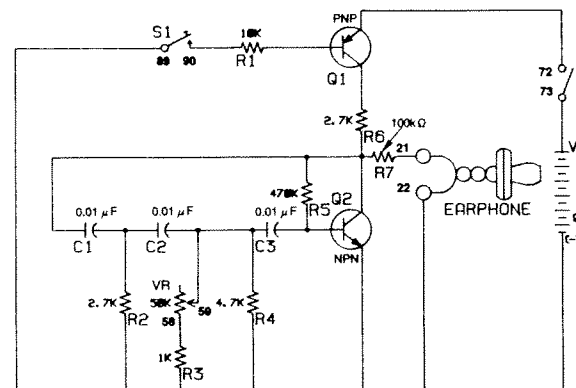 PNP
S1
10K
89 90
R1
Q1
72
73
2.7K
R6
100kΩ
21
R7
V
22
470K
R5
Q2
EARPHONE
0.01 μF
0.01 μF
0.01 μF
C1
C2
C3
NPN
VR
2.7K
R2
50K
59
58
4.7K
R4
1K
R3